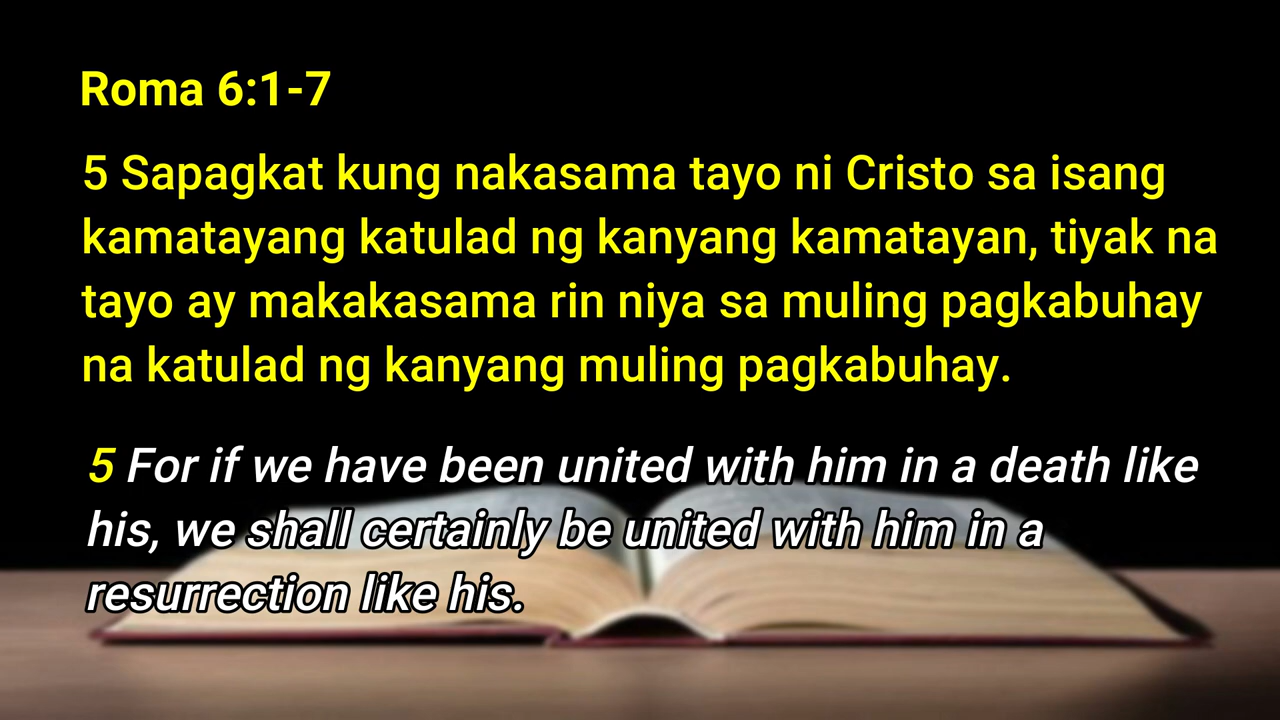 Roma 6:1-7
5 Sapagkat kung nakasama tayo ni Cristo sa isang
kamatayang katulad ng kanyang kamatayan, tiyak na
tayo ay makakasama rin niya sa muling pagkabuhay
na katulad ng kanyang muling pagkabuhay.
5 For if we have been united with him in a death like
his, we shall certainly be united with him in a
resurrection like his.